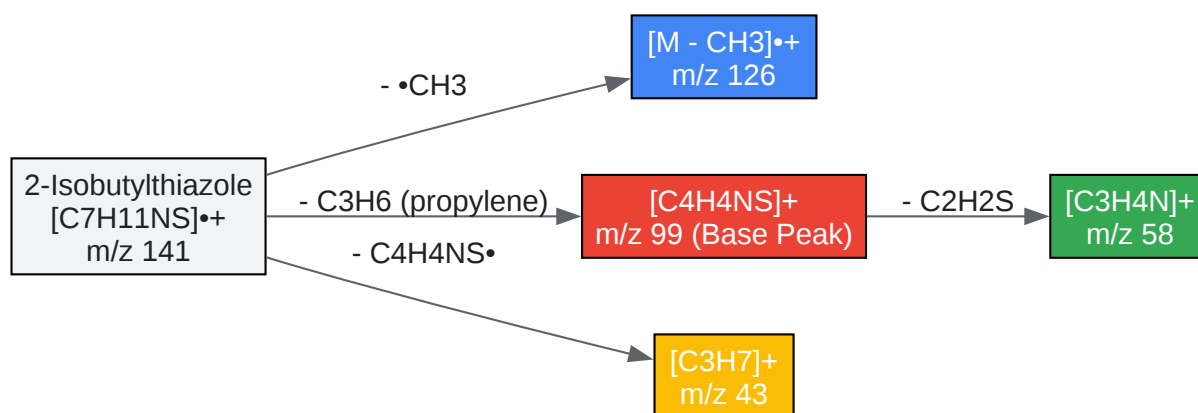 [M - CH3]•+
m/z 126
- •CH3
2-Isobutylthiazole
[C7H11NS]•+
m/z 141
- C3H6 (propylene)
[C4H4NS]+
m/z 99 (Base Peak)
- C2H2S
[C3H4N]+
m/z 58
- C4H4NS•
[C3H7]+
m/z 43